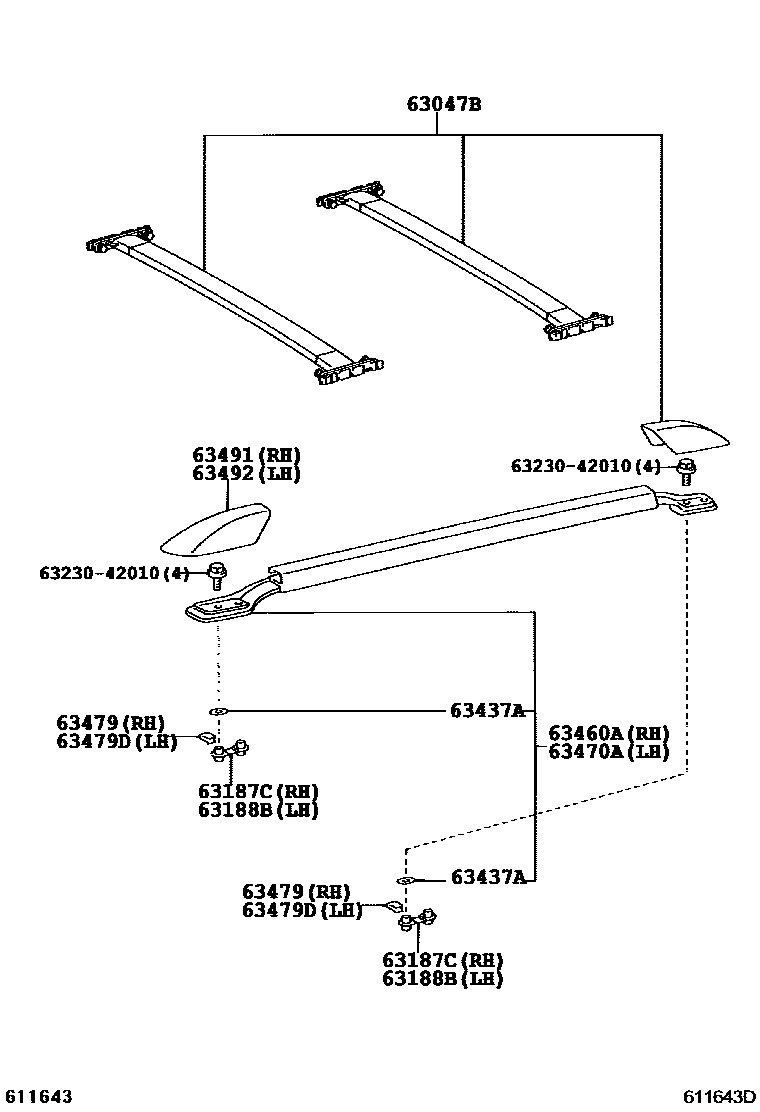 63047B
63491(RH)
63492(LH)
63230-42010(4)
63230-42010(4)
63437A
63479(RH)
63479D(LH)
63460A(RH)
63470A(LH)
63187C(RH)
63188B(LH)
63437A
63479(RH)
63479D(LH)
63187C(RH)
63188B(LH)
611643
611643D